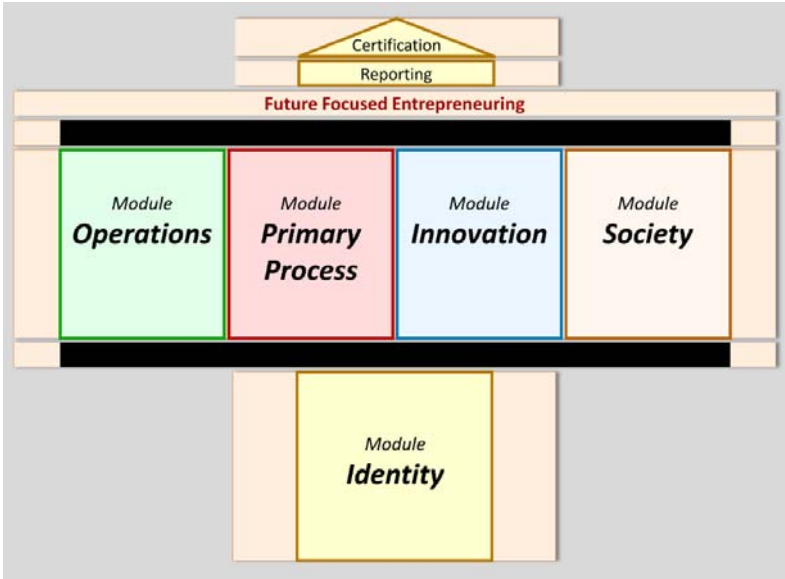 Certification
Reporting
Future Focused Entrepreneuring
Module
Operations
Module
Primary
Process
Module
Innovation
Module
Society
Module
Identity